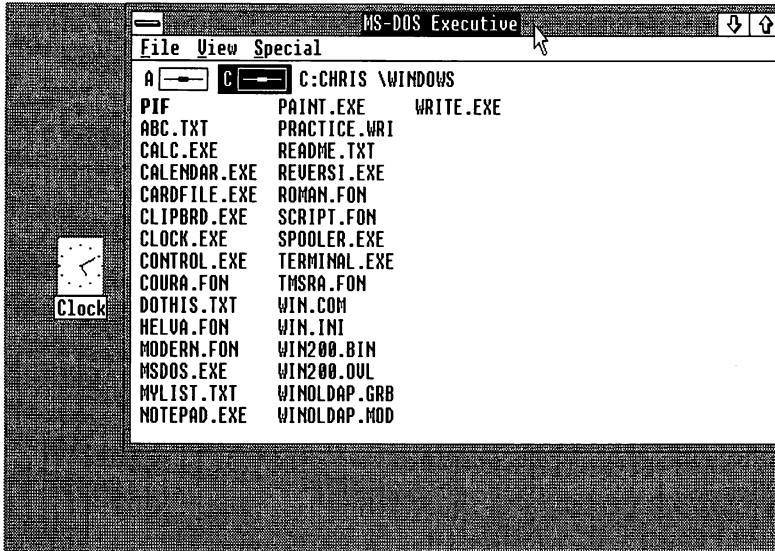 MS-DOS Executive
File View Special
A C C:CHRIS \WINDOWS
PIF PAINT.EXE WRITE.EXE
ABC.TXT PRACTICE.WRI
CALC.EXE README.TXT
CALENDAR.EXE REVERSI.EXE
CARDFILE.EXE ROMAN.FON
CLIPBRD.EXE SCRIPT.FON
CLOCK.EXE SPOOLER.EXE
CONTROL.EXE TERMINAL.EXE
COURA.FON TMSRA.FON
DOTHIS.TXT WIN.COM
HELVA.FON WIN.INI
MODERN.FON WIN200.BIN
MSDOS.EXE WIN200.OVL
MYLIST.TXT WINOLDAP.GRB
NOTEPAD.EXE WINOLDAP.MOD
Clock